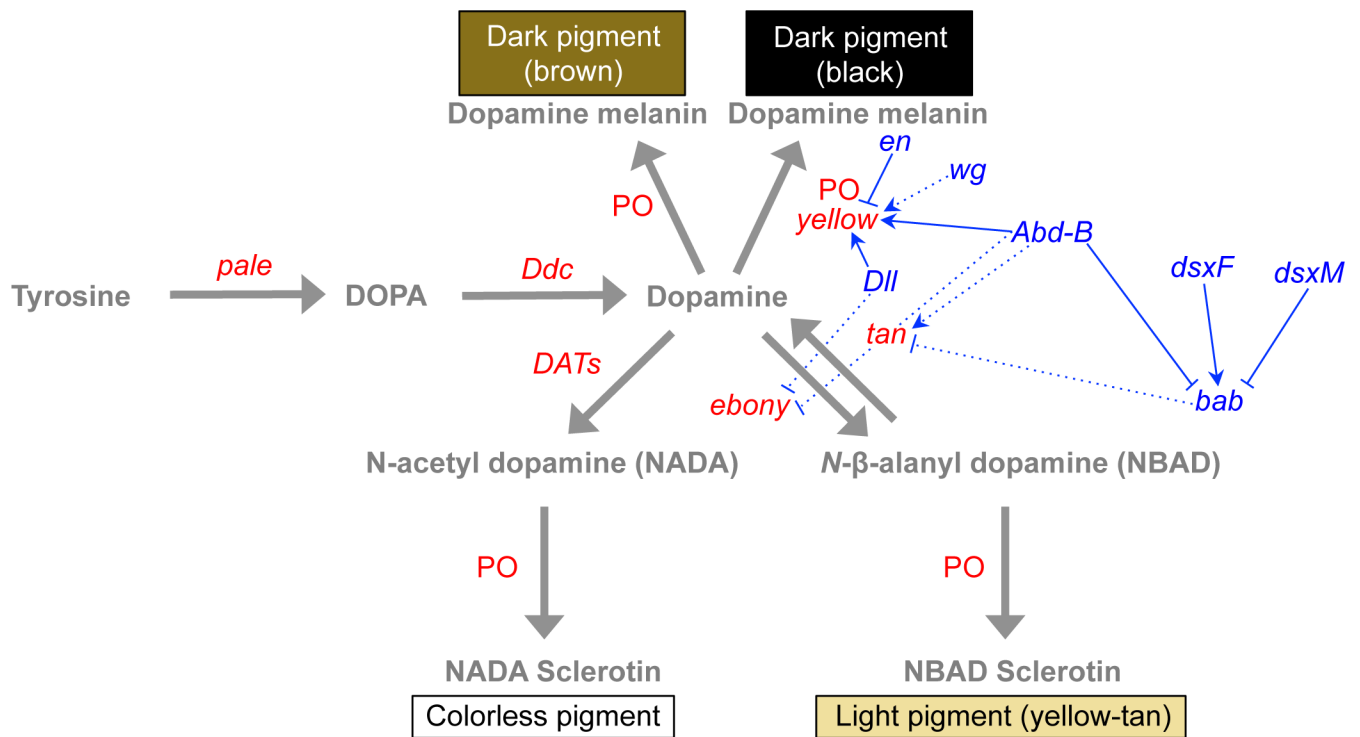 Dark pigment
(brown)
Dark pigment
(black)
Dopamine melanin
Dopamine melanin
en
wg
PO
PO
yellow
Abd-B
dsxF
dsxM
pale
Ddc
Dll
Tyrosine
DOPA
Dopamine
tan
DATs
ebony
bab
N-acetyl dopamine (NADA)
N-β-alanyl dopamine (NBAD)
PO
PO
NADA Sclerotin
NBAD Sclerotin
Colorless pigment
Light pigment (yellow-tan)